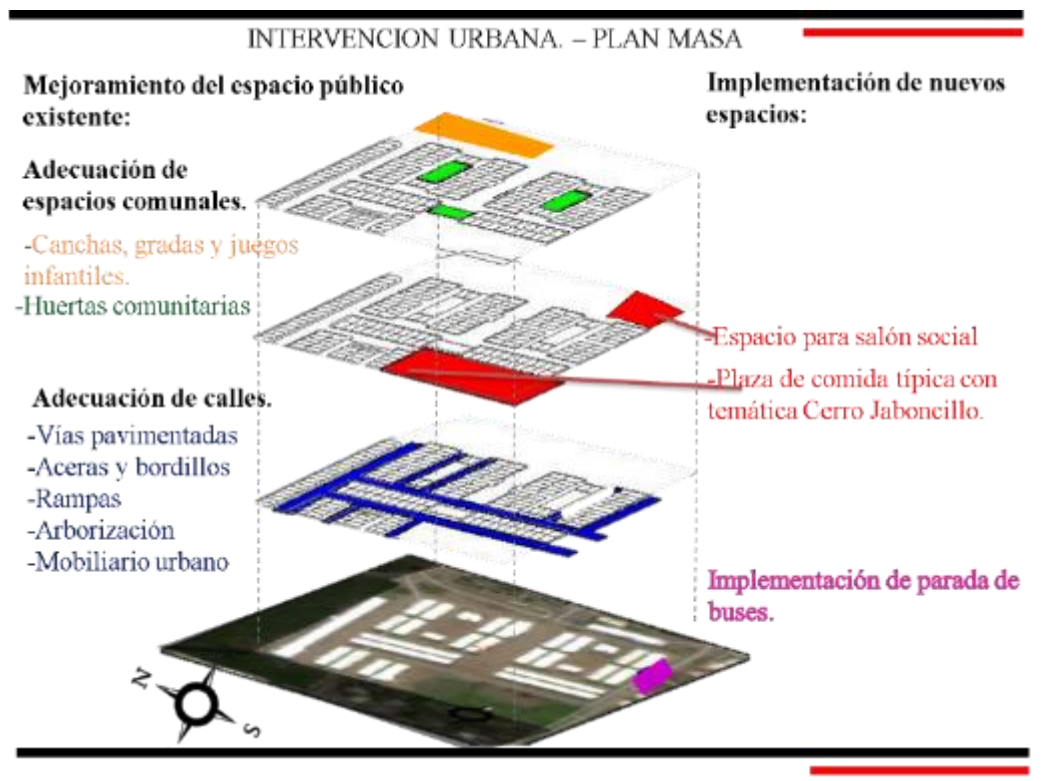 INTERVENCION URBANA. – PLAN MASA
Mejoramiento del espacio público
existente:
Adecuación de
espacios comunales.
-Canchas, gradas y juegos
infantiles.
-Huertas comunitarias
Adecuación de calles.
-Vías pavimentadas
-Aceras y bordillos
-Rampas
-Arborización
-Mobiliario urbano
Implementación de nuevos
espacios:
-Espacio para salón social
-Plaza de comida típica con
temática Cerro Jaboncillo.
Implementación de parada de
buses.
N
S